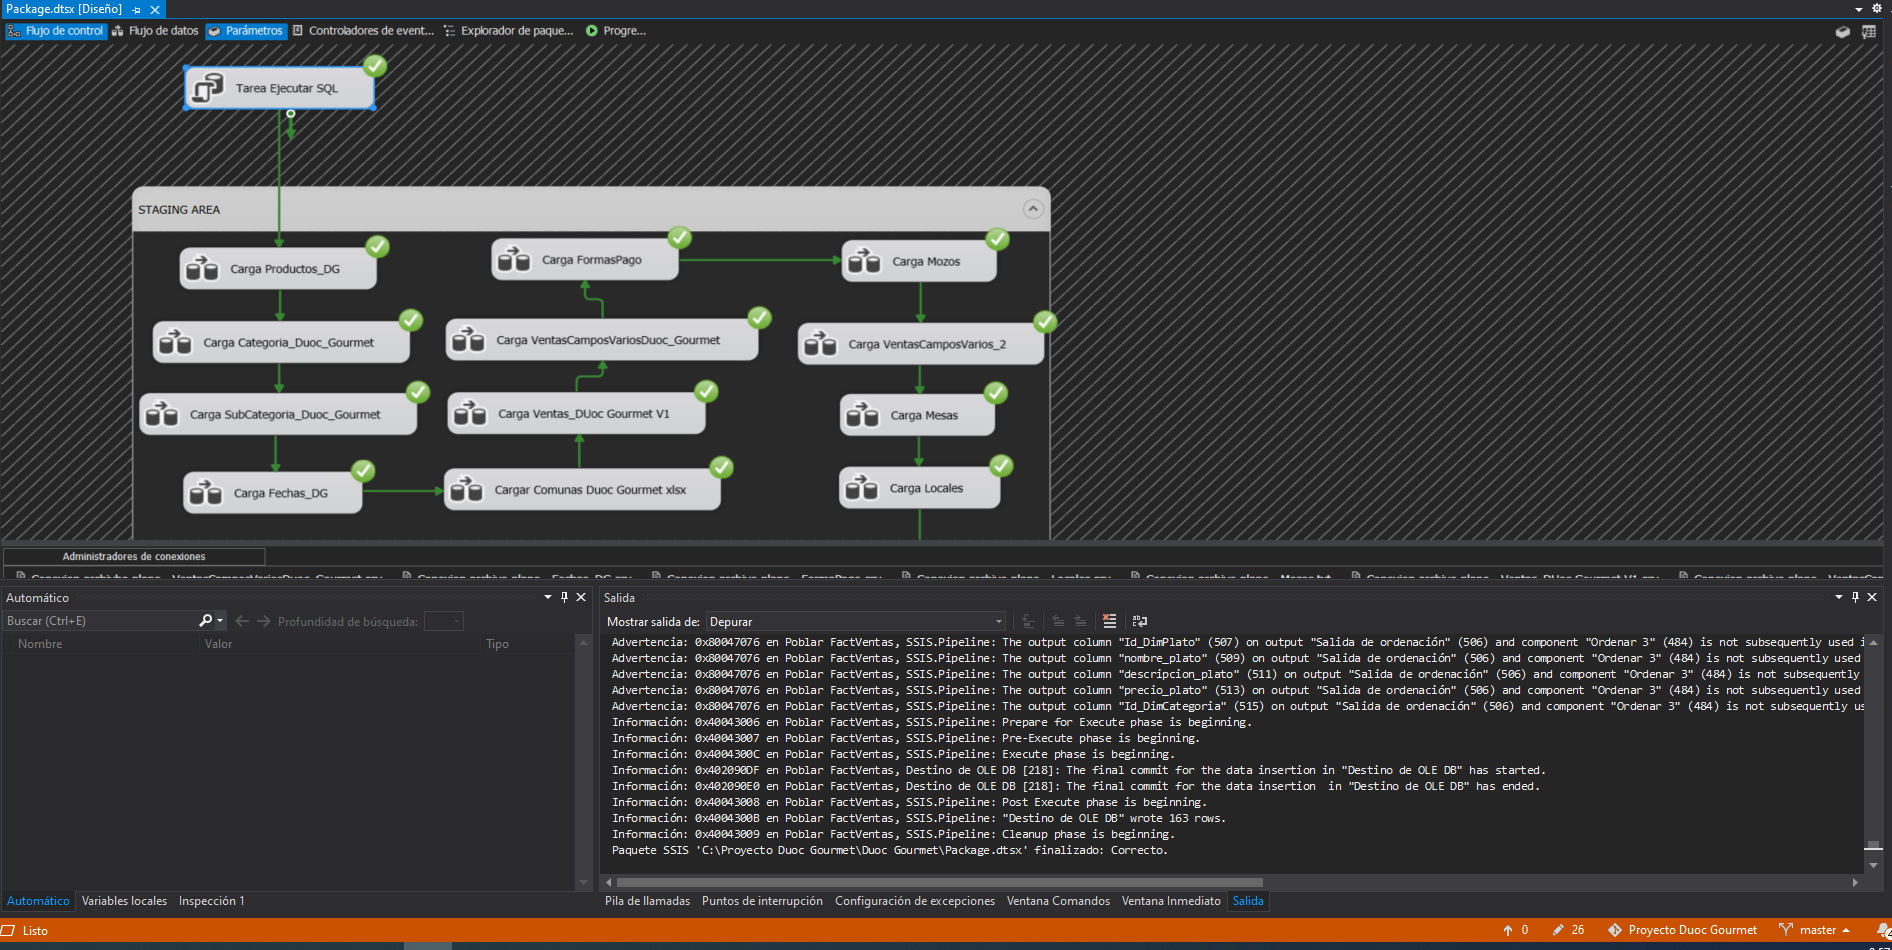 Package.dtsx [Diseño]
Flujo de control
Flujo de datos
Parámetros
Controladores de event...
Explorador de paque...
Progre...
Tarea Ejecutar SQL
STAGING AREA
Carga Productos_DG
Carga FormasPago
Carga Mozos
Carga Categoria_Duoc_Gourmet
Carga VentasCamposVariosDuoc_Gourmet
Carga VentasCamposVarios_2
Carga SubCategoria_Duoc_Gourmet
Carga Ventas_DUoc Gourmet V1
Carga Mesas
Carga Fechas_DG
Cargar Comunas Duoc Gourmet xlsx
Carga Locales
Administradores de conexiones
Automático
Buscar (Ctrl+E)
Profundidad de búsqueda:
Nombre
Valor
Tipo
Salida
Mostrar salida de:
Depurar
Advertencia: 0x80047076 en Poblar FactVentas, SSIS.Pipeline: The output column "Id_DimPlato" (507) on output "Salida de ordenación" (506) and component "Ordenar 3" (484) is not subsequently used
Advertencia: 0x80047076 en Poblar FactVentas, SSIS.Pipeline: The output column "nombre_plato" (509) on output "Salida de ordenación" (506) and component "Ordenar 3" (484) is not subsequently used
Advertencia: 0x80047076 en Poblar FactVentas, SSIS.Pipeline: The output column "descripcion_plato" (511) on output "Salida de ordenación" (506) and component "Ordenar 3" (484) is not subsequently
Advertencia: 0x80047076 en Poblar FactVentas, SSIS.Pipeline: The output column "precio_plato" (513) on output "Salida de ordenación" (506) and component "Ordenar 3" (484) is not subsequently used
Advertencia: 0x80047076 en Poblar FactVentas, SSIS.Pipeline: The output column "Id_DimCategoria" (515) on output "Salida de ordenación" (506) and component "Ordenar 3" (484) is not subsequently us
Información: 0x40043006 en Poblar FactVentas, SSIS.Pipeline: Prepare for Execute phase is beginning.
Información: 0x40043007 en Poblar FactVentas, SSIS.Pipeline: Pre-Execute phase is beginning.
Información: 0x4004300C en Poblar FactVentas, SSIS.Pipeline: Execute phase is beginning.
Información: 0x402090DF en Poblar FactVentas, Destino de OLE DB [218]: The final commit for the data insertion in "Destino de OLE DB" has started.
Información: 0x402090E0 en Poblar FactVentas, Destino de OLE DB [218]: The final commit for the data insertion  in "Destino de OLE DB" has ended.
Información: 0x40043008 en Poblar FactVentas, SSIS.Pipeline: Post Execute phase is beginning.
Información: 0x4004300B en Poblar FactVentas, SSIS.Pipeline: "Destino de OLE DB" wrote 163 rows.
Información: 0x40043009 en Poblar FactVentas, SSIS.Pipeline: Cleanup phase is beginning.
Paquete SSIS 'C:\Proyecto Duoc Gourmet\Duoc Gourmet\Package.dtsx' finalizado: Correcto.
Automático
Variables locales
Inspección 1
Pila de llamadas
Puntos de interrupción
Configuración de excepciones
Ventana Comandos
Ventana Inmediato
Salida
Listo
0
26
Proyecto Duoc Gourmet
master